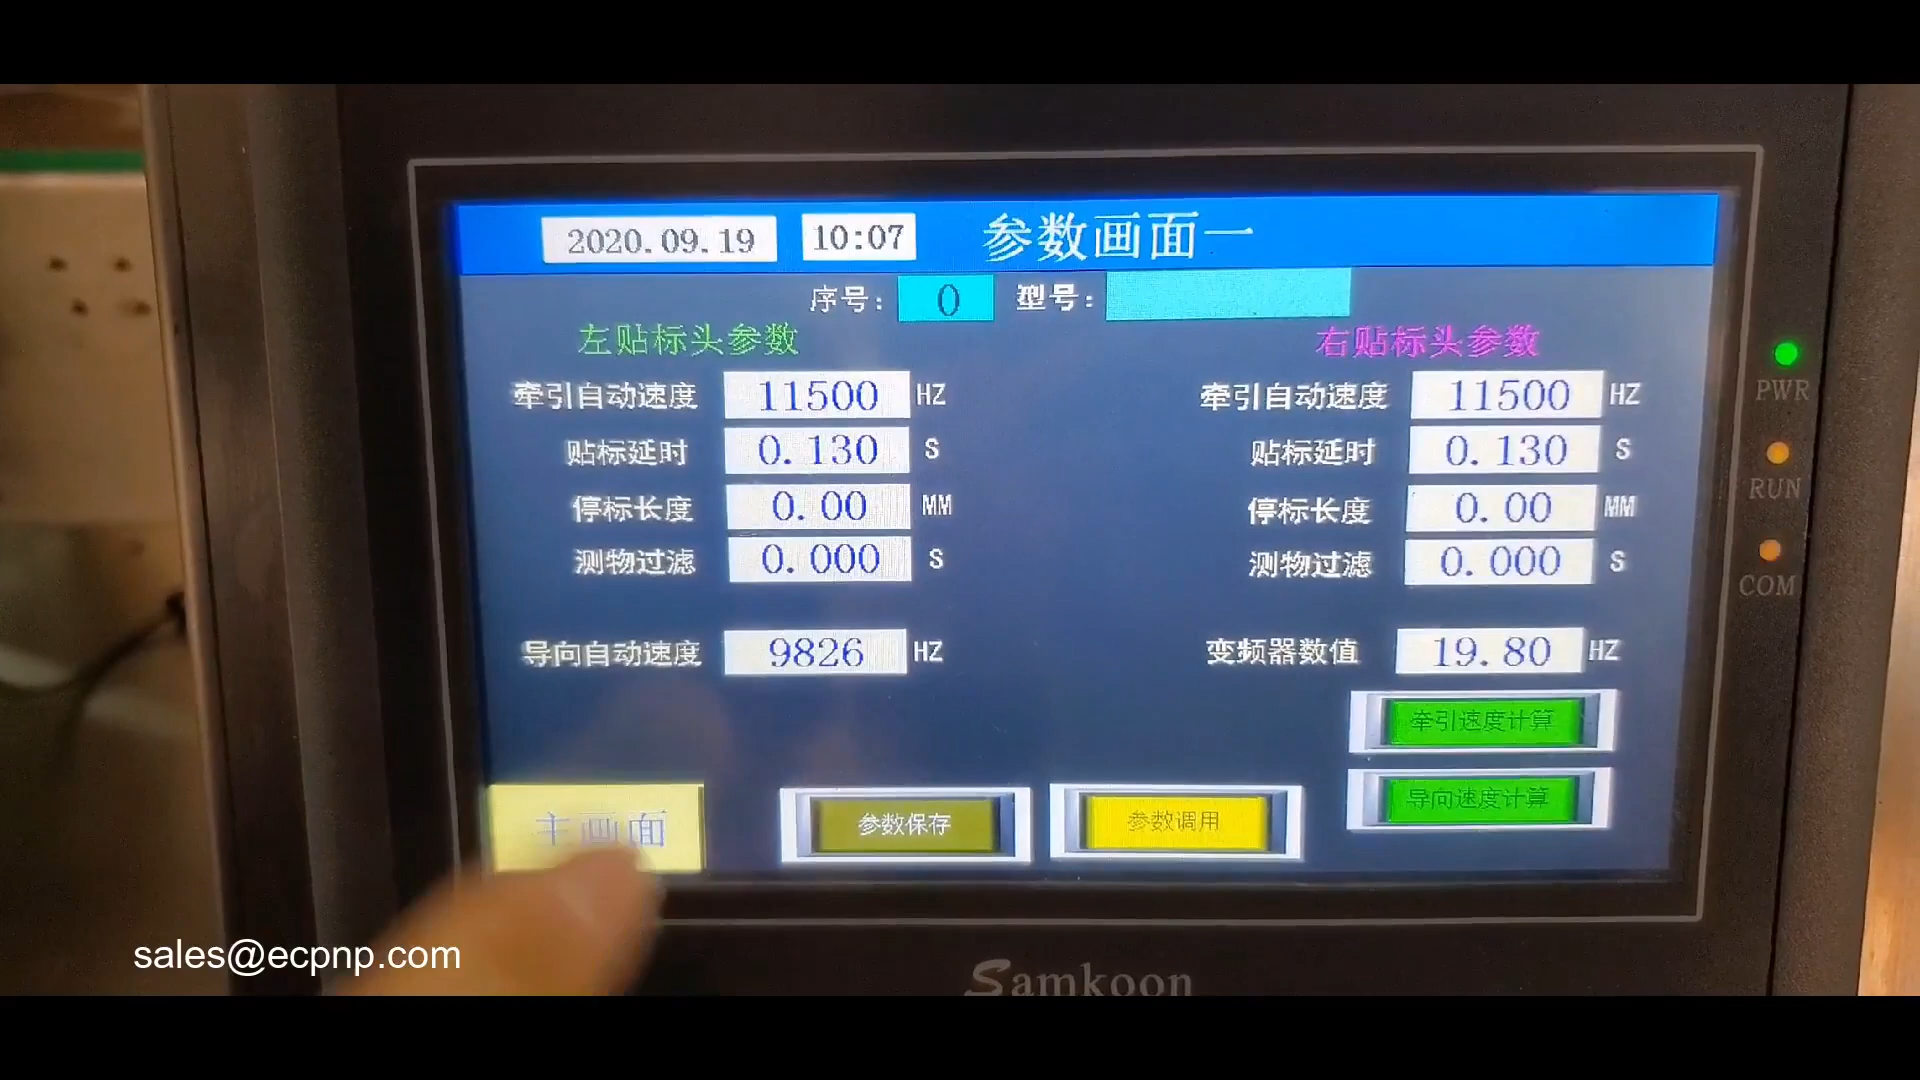 2020.09.19 10:07 参数画面一
序号: 0 型号:
左贴标头参数 右贴标头参数
牵引自动速度 11500 HZ 牵引自动速度 11500 HZ
贴标延时 0.130 S 贴标延时 0.130 S
停标长度 0.00 MM 停标长度 0.00 MM
测物过滤 0.000 S 测物过滤 0.000 S
导向自动速度 9826 HZ 变频器数值 19.80 HZ
牵引速度计算
导向速度计算
主画面 参数保存 参数调用
PWR
RUN
COM
sales@ecpnp.com
Samkoon